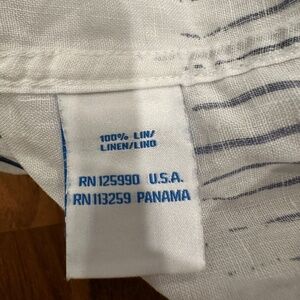 100% LIN/
LINEN/LINO
RN 125990 U.S.A.
RN 113259 PANAMA